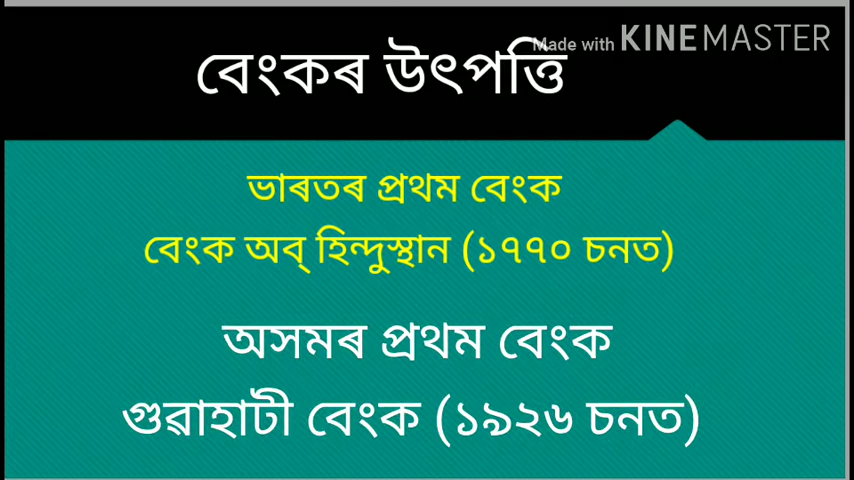 Made with KINEMASTER
বেংকৰ উৎপত্তি
ভাৰতৰ প্ৰথম বেংক
বেংক অব্ হিন্দুস্থান (১৭৭০ চনত)
অসমৰ প্ৰথম বেংক
গুৱাহাটী বেংক (১৯২৬ চনত)